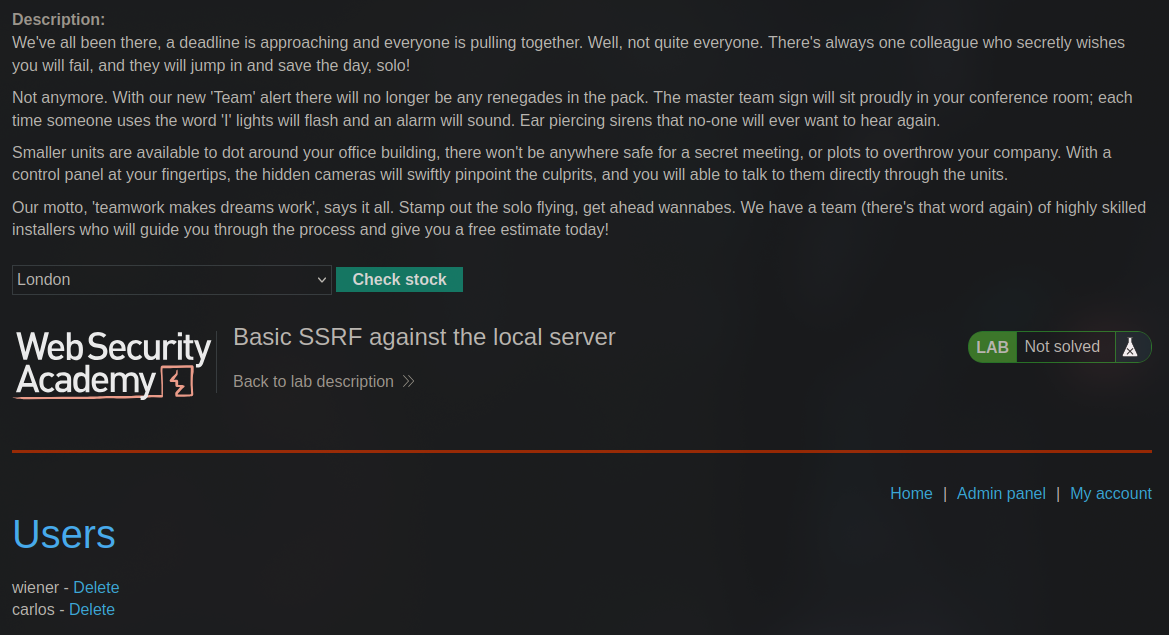 Description:
We've all been there, a deadline is approaching and everyone is pulling together. Well, not quite everyone. There's always one colleague who secretly wishes
you will fail, and they will jump in and save the day, solo!
Not anymore. With our new 'Team' alert there will no longer be any renegades in the pack. The master team sign will sit proudly in your conference room; each
time someone uses the word 'I' lights will flash and an alarm will sound. Ear piercing sirens that no-one will ever want to hear again.
Smaller units are available to dot around your office building, there won't be anywhere safe for a secret meeting, or plots to overthrow your company. With a
control panel at your fingertips, the hidden cameras will swiftly pinpoint the culprits, and you will able to talk to them directly through the units.
Our motto, 'teamwork makes dreams work', says it all. Stamp out the solo flying, get ahead wannabes. We have a team (there's that word again) of highly skilled
installers who will guide you through the process and give you a free estimate today!
London Check stock
Web Security
Academy
Basic SSRF against the local server
LAB Not solved
Back to lab description
Home | Admin panel | My account
Users
wiener - Delete
carlos - Delete